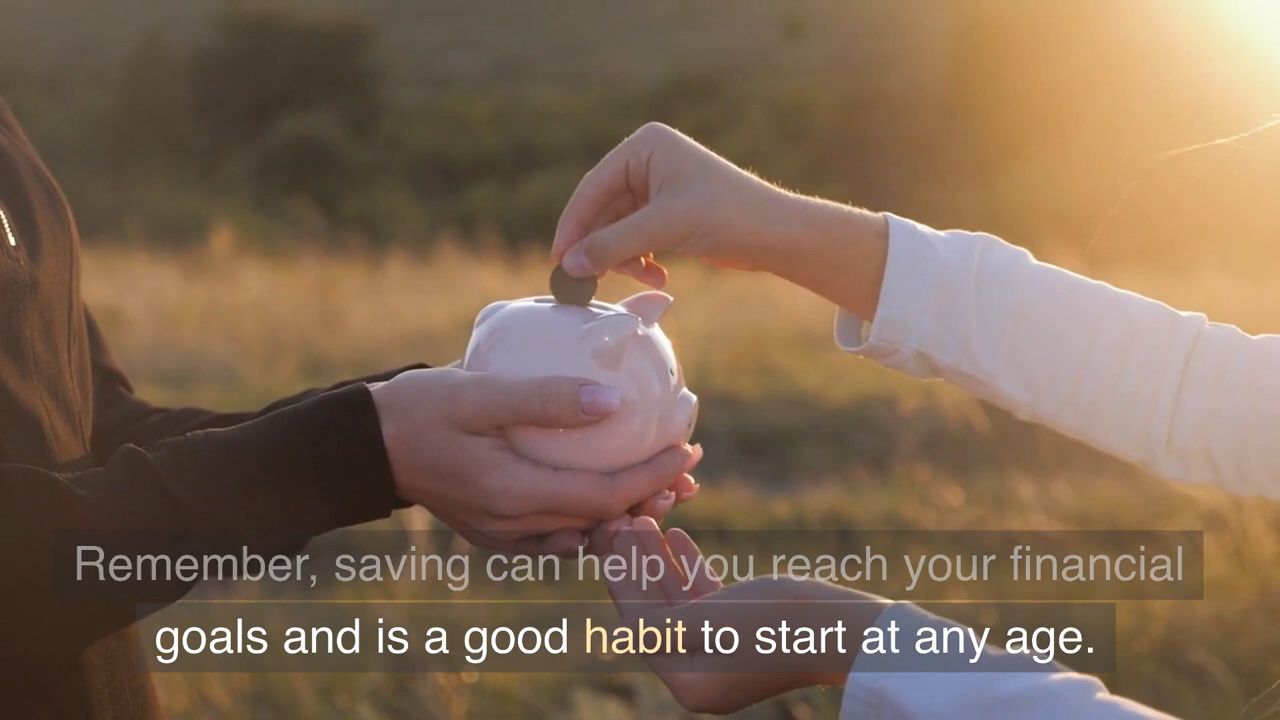 Remember, saving can help you reach your financial
goals and is a good habit to start at any age.